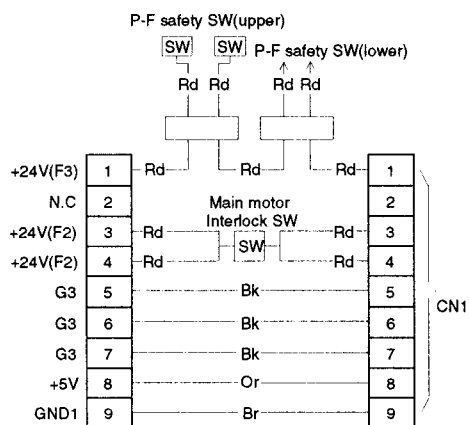 P-F safety SW(upper)
SW SW P-F safety SW(lower)
Rd Rd Rd Rd
+24V(F3) 1 Rd Rd Rd 1
N.C 2 2
Main motor
Interlock SW
+24V(F2) 3 Rd Rd 3
SW
+24V(F2) 4 Rd Rd 4
G3 5 Bk 5
CN1
G3 6 Bk 6
G3 7 Bk 7
+5V 8 Or 8
GND1 9 Br 9